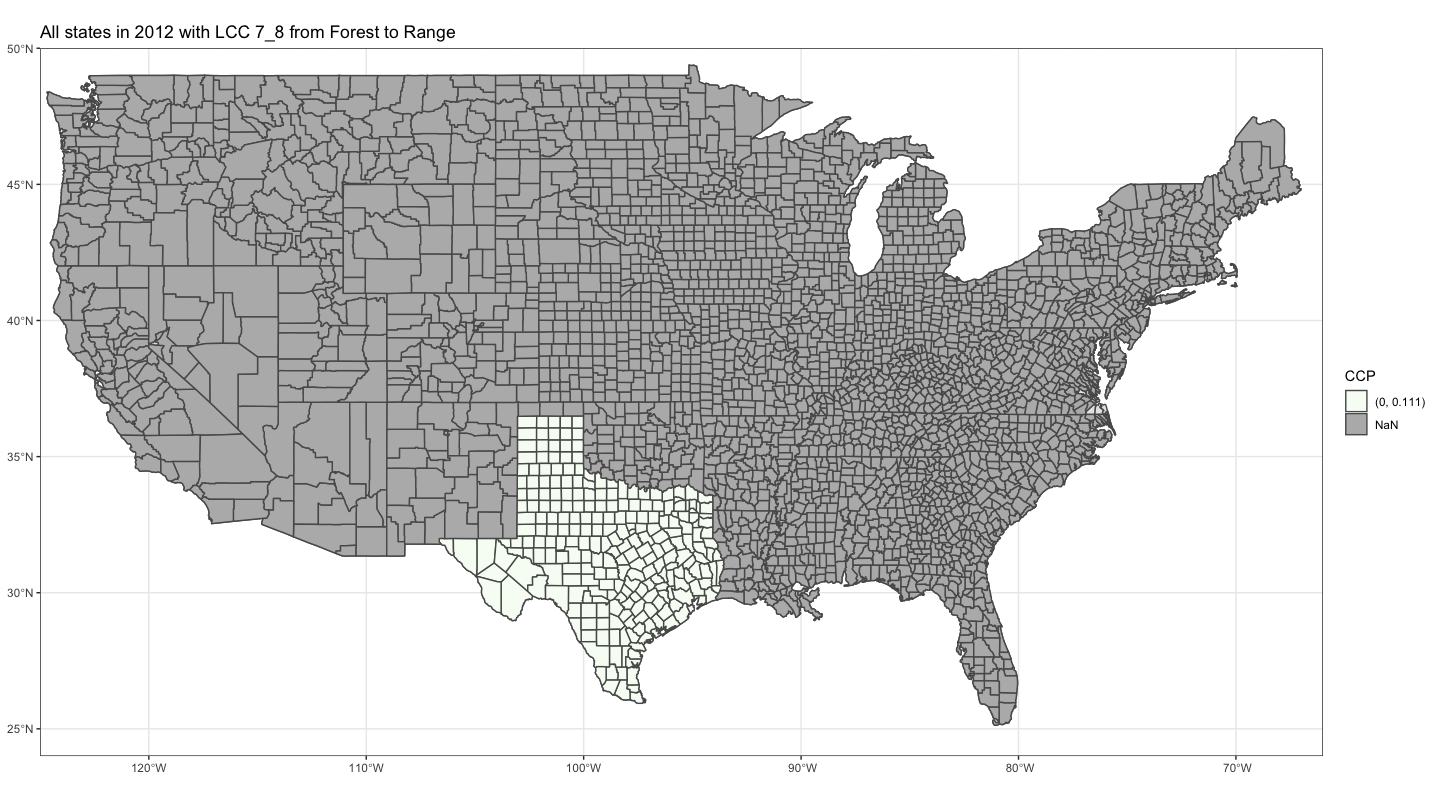 All states in 2012 with LCC 7_8 from Forest to Range
50°N
45°N
40°N
35°N
30°N
25°N
120°W
110°W
100°W
90°W
80°W
70°W
CCP
(0, 0.111)
NaN